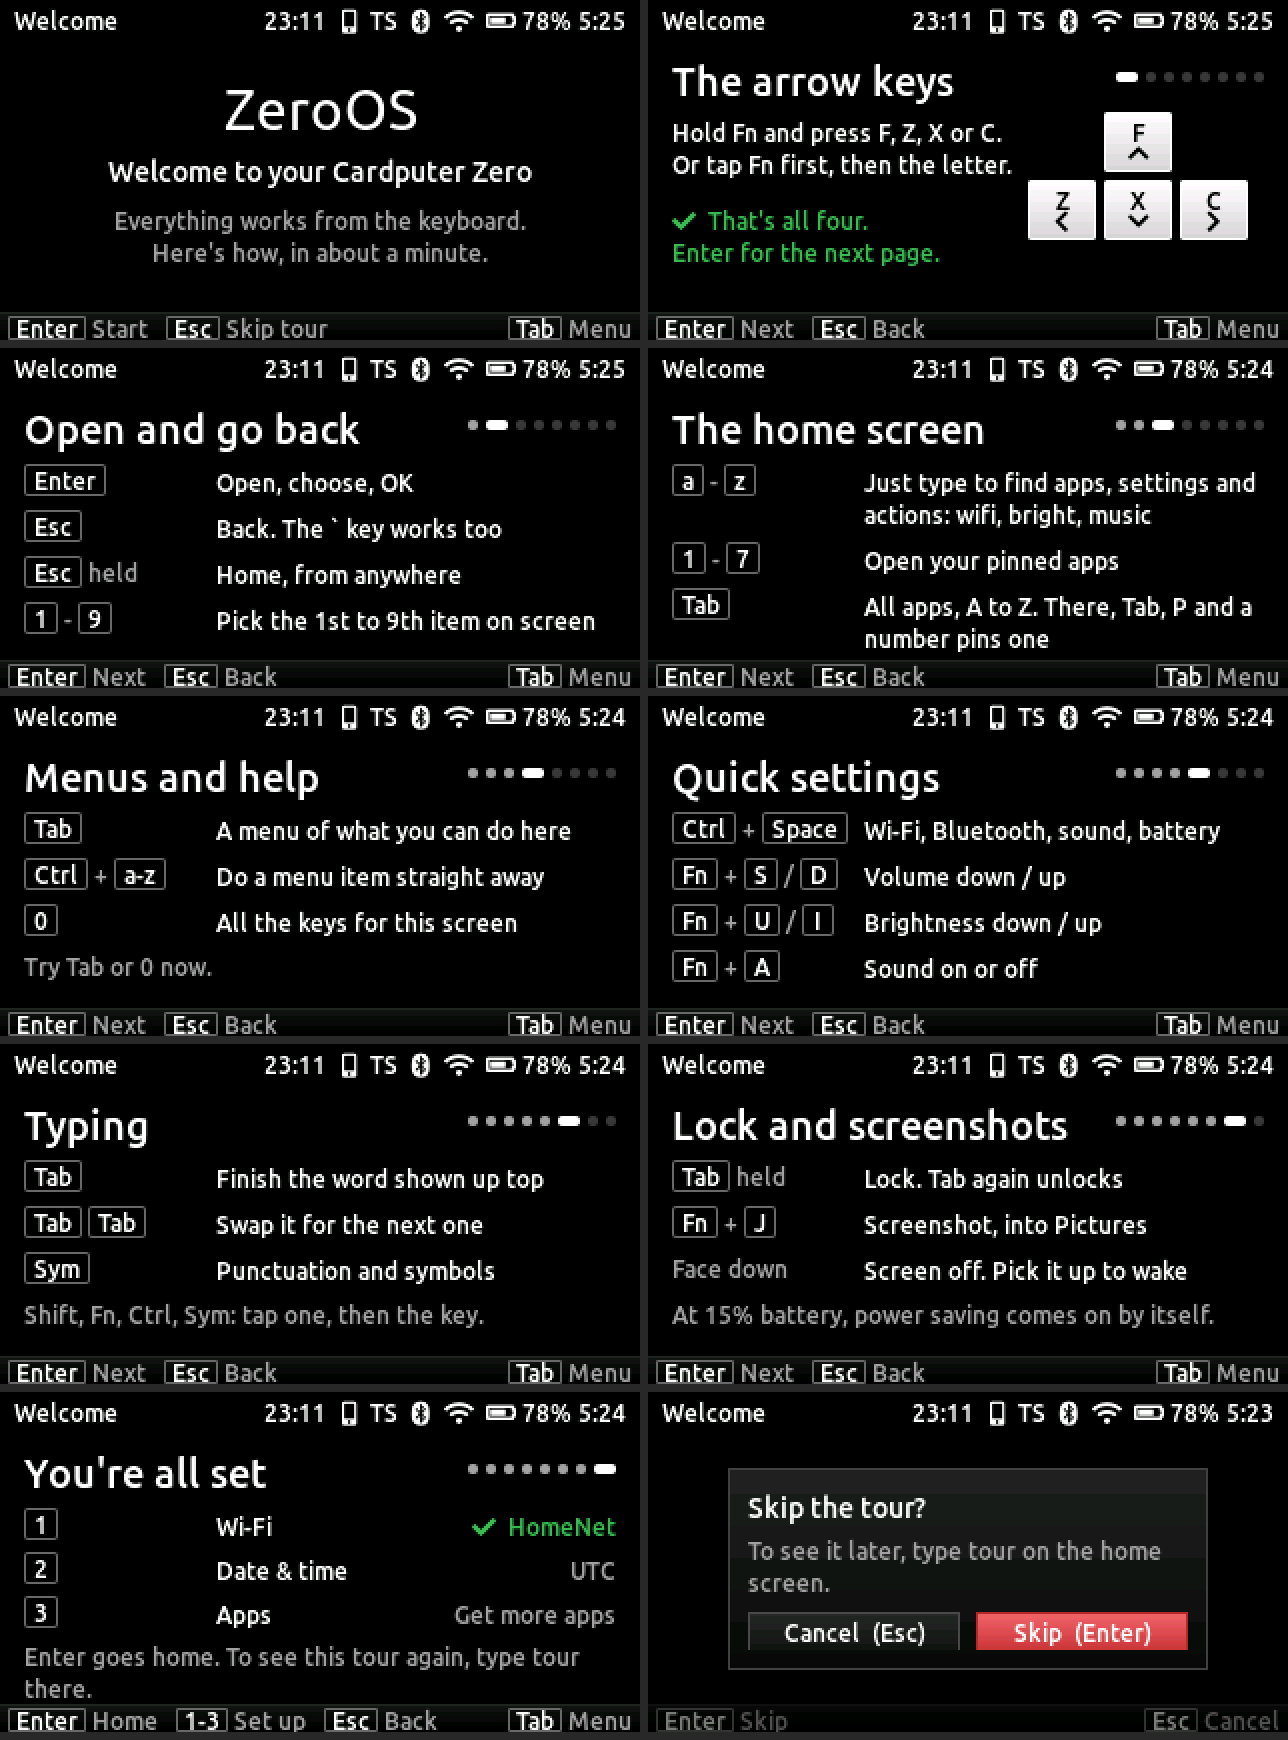 Welcome 23:11 TS 78% 5:25
ZeroOS
Welcome to your Cardputer Zero
Everything works from the keyboard.
Here's how, in about a minute.
Enter Start Esc Skip tour Tab Menu
Welcome 23:11 TS 78% 5:25
The arrow keys
Hold Fn and press F, Z, X or C.
Or tap Fn first, then the letter.
F
Z X C
That's all four.
Enter for the next page.
Enter Next Esc Back Tab Menu
Welcome 23:11 TS 78% 5:25
Open and go back
Enter Open, choose, OK
Esc Back. The ` key works too
Esc held Home, from anywhere
1 - 9 Pick the 1st to 9th item on screen
Enter Next Esc Back Tab Menu
Welcome 23:11 TS 78% 5:24
The home screen
a - z Just type to find apps, settings and
actions: wifi, bright, music
1 - 7 Open your pinned apps
Tab All apps, A to Z. There, Tab, P and a
number pins one
Enter Next Esc Back Tab Menu
Welcome 23:11 TS 78% 5:24
Menus and help
Tab A menu of what you can do here
Ctrl + a-z Do a menu item straight away
0 All the keys for this screen
Try Tab or 0 now.
Enter Next Esc Back Tab Menu
Welcome 23:11 TS 78% 5:24
Quick settings
Ctrl + Space Wi-Fi, Bluetooth, sound, battery
Fn + S / D Volume down / up
Fn + U / I Brightness down / up
Fn + A Sound on or off
Enter Next Esc Back Tab Menu
Welcome 23:11 TS 78% 5:24
Typing
Tab Finish the word shown up top
Tab Tab Swap it for the next one
Sym Punctuation and symbols
Shift, Fn, Ctrl, Sym: tap one, then the key.
Enter Next Esc Back Tab Menu
Welcome 23:11 TS 78% 5:24
Lock and screenshots
Tab held Lock. Tab again unlocks
Fn + J Screenshot, into Pictures
Face down Screen off. Pick it up to wake
At 15% battery, power saving comes on by itself.
Enter Next Esc Back Tab Menu
Welcome 23:11 TS 78% 5:24
You're all set
1 Wi-Fi HomeNet
2 Date & time UTC
3 Apps Get more apps
Enter goes home. To see this tour again, type tour
there.
Enter Home 1-3 Set up Esc Back Tab Menu
Welcome 23:11 TS 78% 5:23
Skip the tour?
To see it later, type tour on the home
screen.
Cancel (Esc) Skip (Enter)
Enter Skip Esc Cancel